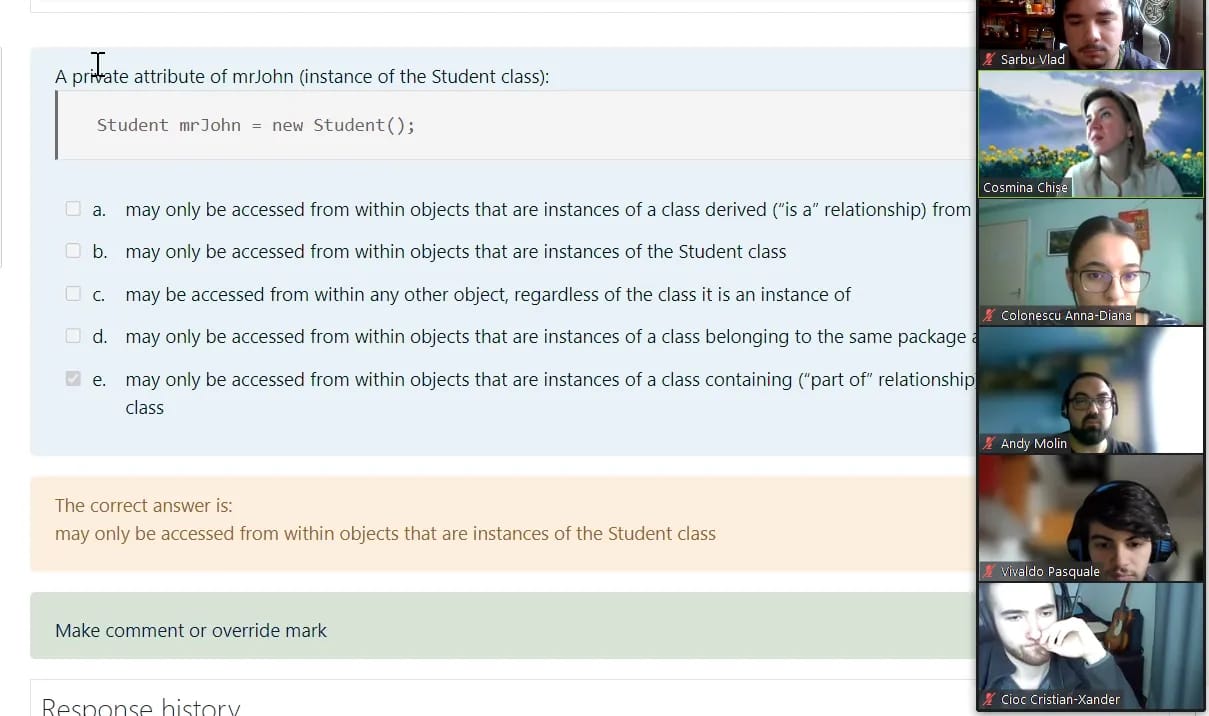 A private attribute of mrJohn (instance of the Student class):
Student mrJohn = new Student();
a. may only be accessed from within objects that are instances of a class derived (“is a” relationship) from
b. may only be accessed from within objects that are instances of the Student class
c. may be accessed from within any other object, regardless of the class it is an instance of
d. may only be accessed from within objects that are instances of a class belonging to the same package
e. may only be accessed from within objects that are instances of a class containing (“part of” relationship
class
The correct answer is:
may only be accessed from within objects that are instances of the Student class
Make comment or override mark
Response history
Sarbu Vlad
Cosmina Chişe
Colonescu Anna-Diana
Andy Molin
Vivaldo Pasquale
Cioc Cristian-Xander